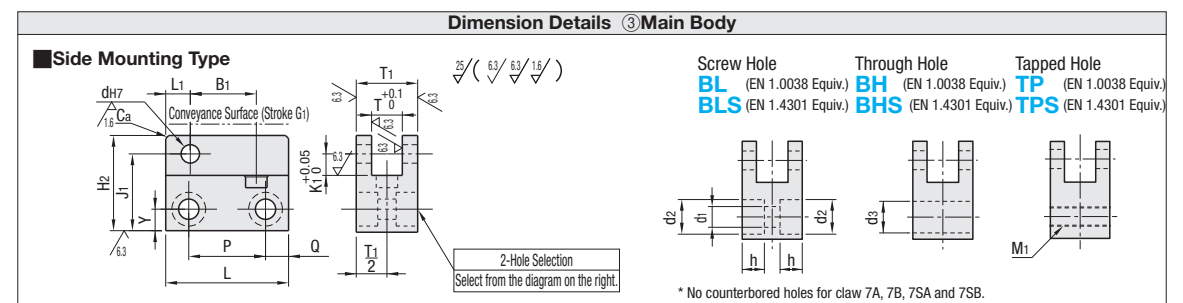 Dimension Details ③Main Body
■Side Mounting Type
25 ( 6.3 6.3 1.6 )
Screw Hole
BL (EN 1.0038 Equiv.)
BLS (EN 1.4301 Equiv.)
Through Hole
BH (EN 1.0038 Equiv.)
BHS (EN 1.4301 Equiv.)
Tapped Hole
TP (EN 1.0038 Equiv.)
TPS (EN 1.4301 Equiv.)
L1
B1
dH7
1.6
Ca
Conveyance Surface (Stroke G1)
H2
J1
Y
6.3
P
Q
L
T1
6.3
6.3
T +0.1 0
6.3
6.3
6.3
K1 +0.05 0
T1
2
2-Hole Selection
Select from the diagram on the right.
d2
d1
d2
h
h
d3
M1
* No counterbored holes for claw 7A, 7B, 7SA and 7SB.